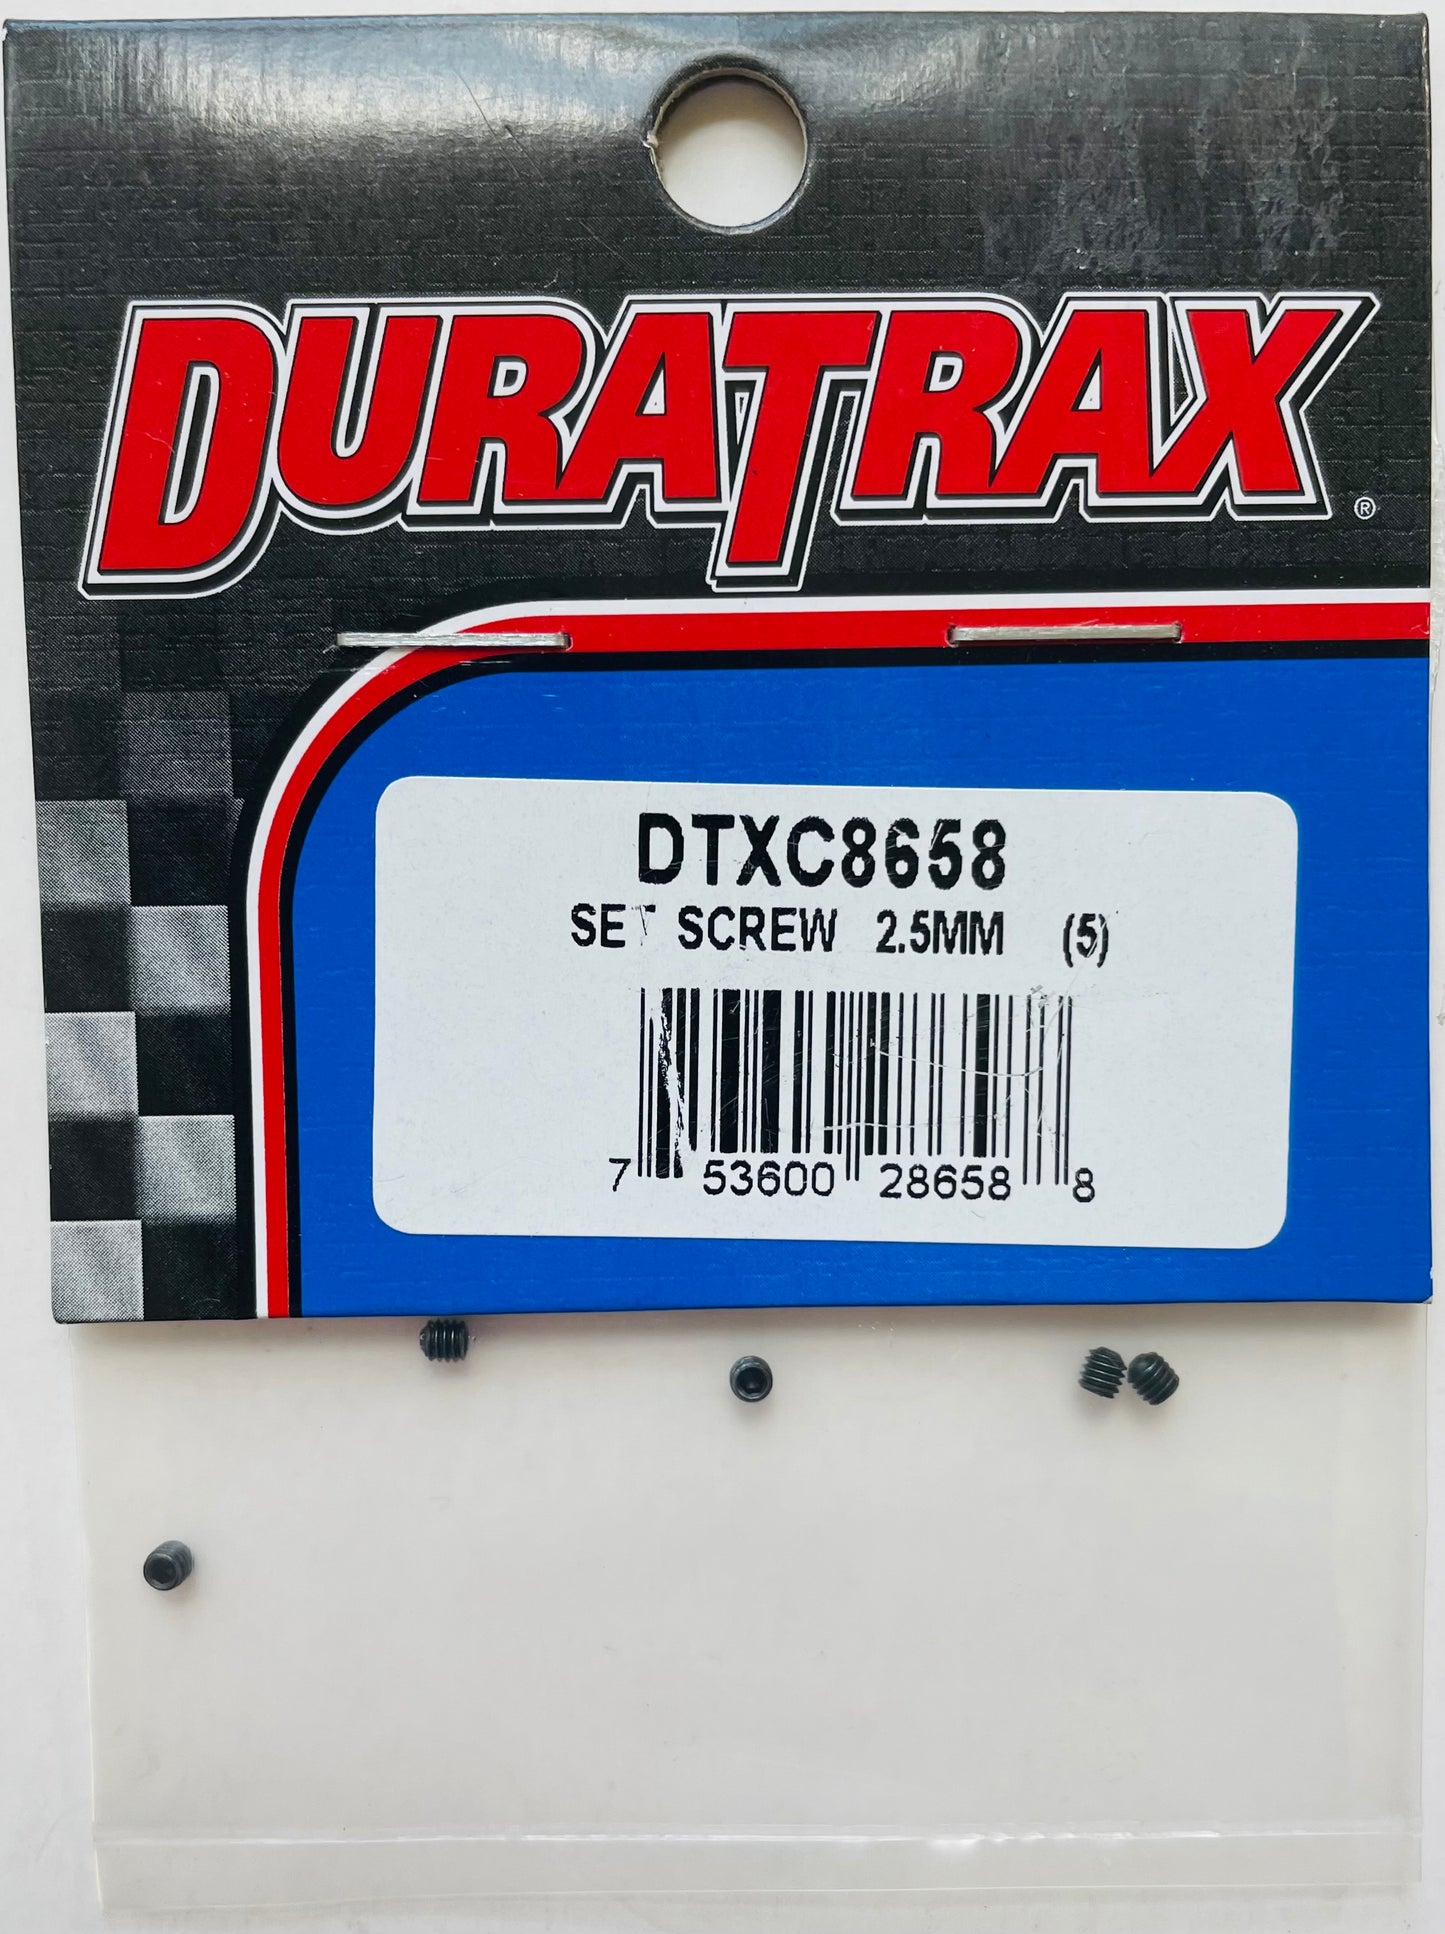 DURATRAX®
DTXC8658
SET SCREW 2.5MM (5)
7 53600 28658 8